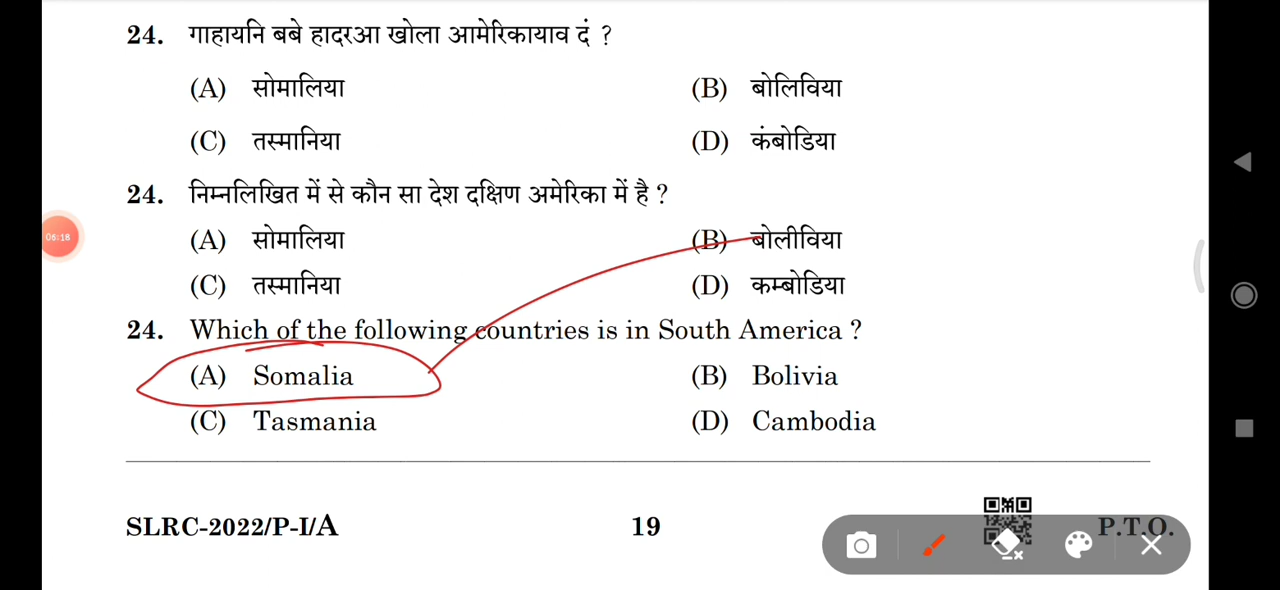 24. गाहायनि बबे हादरआ खोला आमेरिकायाव दं ?
(A) सोमालिया (B) बोलिविया
(C) तस्मानिया (D) कंबोडिया
24. निम्नलिखित में से कौन सा देश दक्षिण अमेरिका में है ?
06:18
(A) सोमालिया (B) बोलीविया
(C) तस्मानिया (D) कम्बोडिया
24. Which of the following countries is in South America ?
(A) Somalia (B) Bolivia
(C) Tasmania (D) Cambodia
SLRC-2022/P-I/A 19 P.T.O.